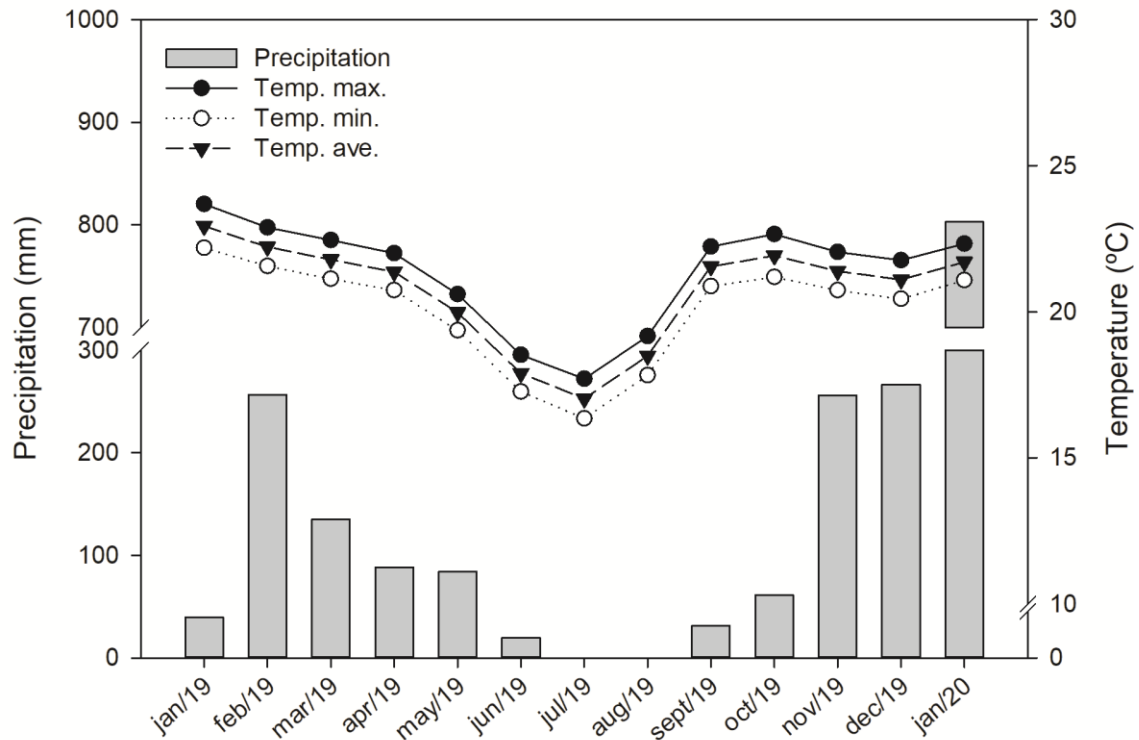 1000
900
800
700
300
200
100
0
Precipitation (mm)
Precipitation
Temp. max.
Temp. min.
Temp. ave.
30
25
20
15
10
0
Temperature (ºC)
jan/19
feb/19
mar/19
apr/19
may/19
jun/19
jul/19
aug/19
sept/19
oct/19
nov/19
dec/19
jan/20